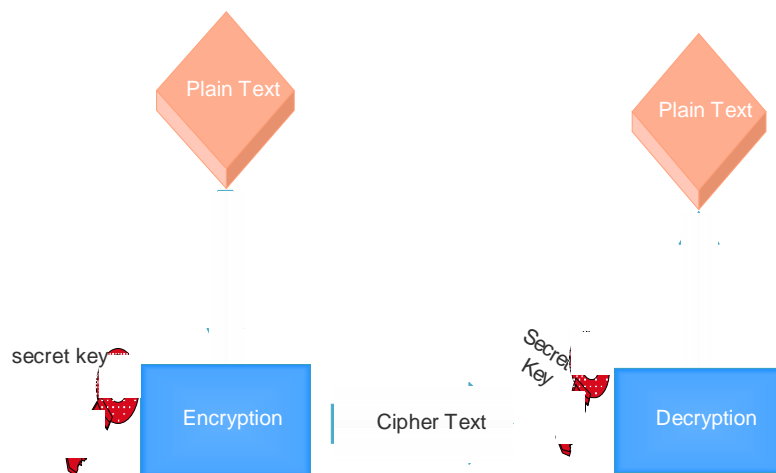 Plain Text
Plain Text
secret key
Secret
Key
Encryption
Cipher Text
Decryption